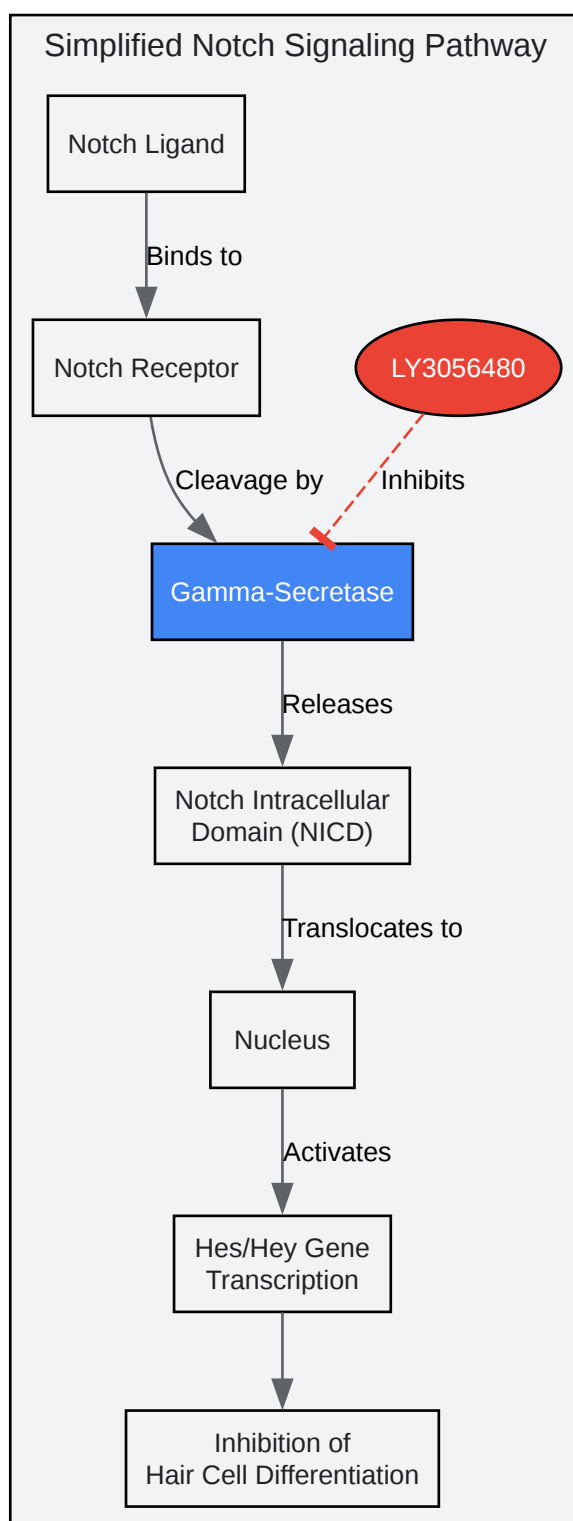 Simplified Notch Signaling Pathway
Notch Ligand
Binds to
Notch Receptor
LY3056480
Cleavage by
Inhibits
Gamma-Secretase
Releases
Notch Intracellular
Domain (NICD)
Translocates to
Nucleus
Activates
Hes/Hey Gene
Transcription
Inhibition of
Hair Cell Differentiation